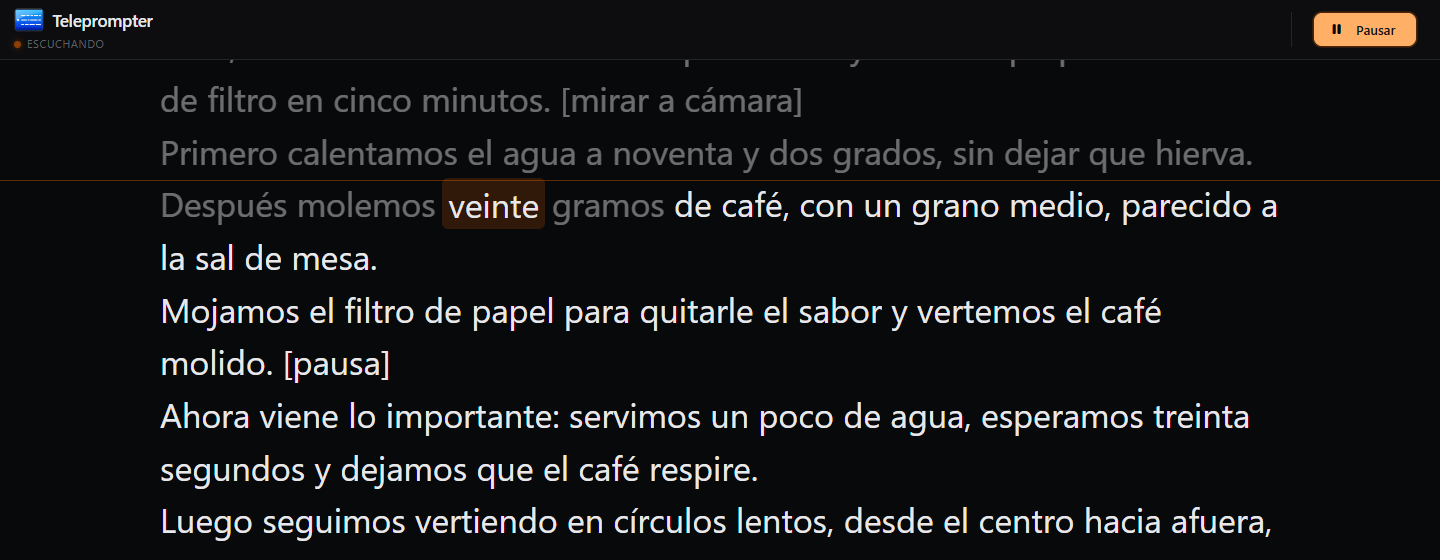 Teleprompter
ESCUCHANDO
Pausar
de filtro en cinco minutos. [mirar a cámara]
Primero calentamos el agua a noventa y dos grados, sin dejar que hierva.
Después molemos veinte gramos de café, con un grano medio, parecido a
la sal de mesa.
Mojamos el filtro de papel para quitarle el sabor y vertemos el café
molido. [pausa]
Ahora viene lo importante: servimos un poco de agua, esperamos treinta
segundos y dejamos que el café respire.
Luego seguimos vertiendo en círculos lentos, desde el centro hacia afuera,